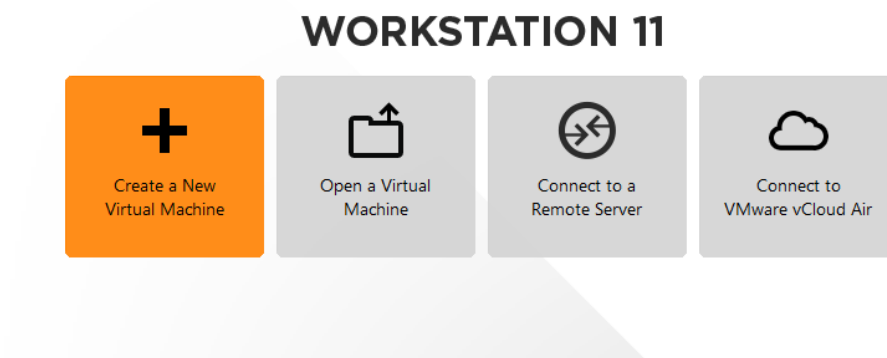 WORKSTATION 11
Create a New
Virtual Machine
Open a Virtual
Machine
Connect to a
Remote Server
Connect to
VMware vCloud Air